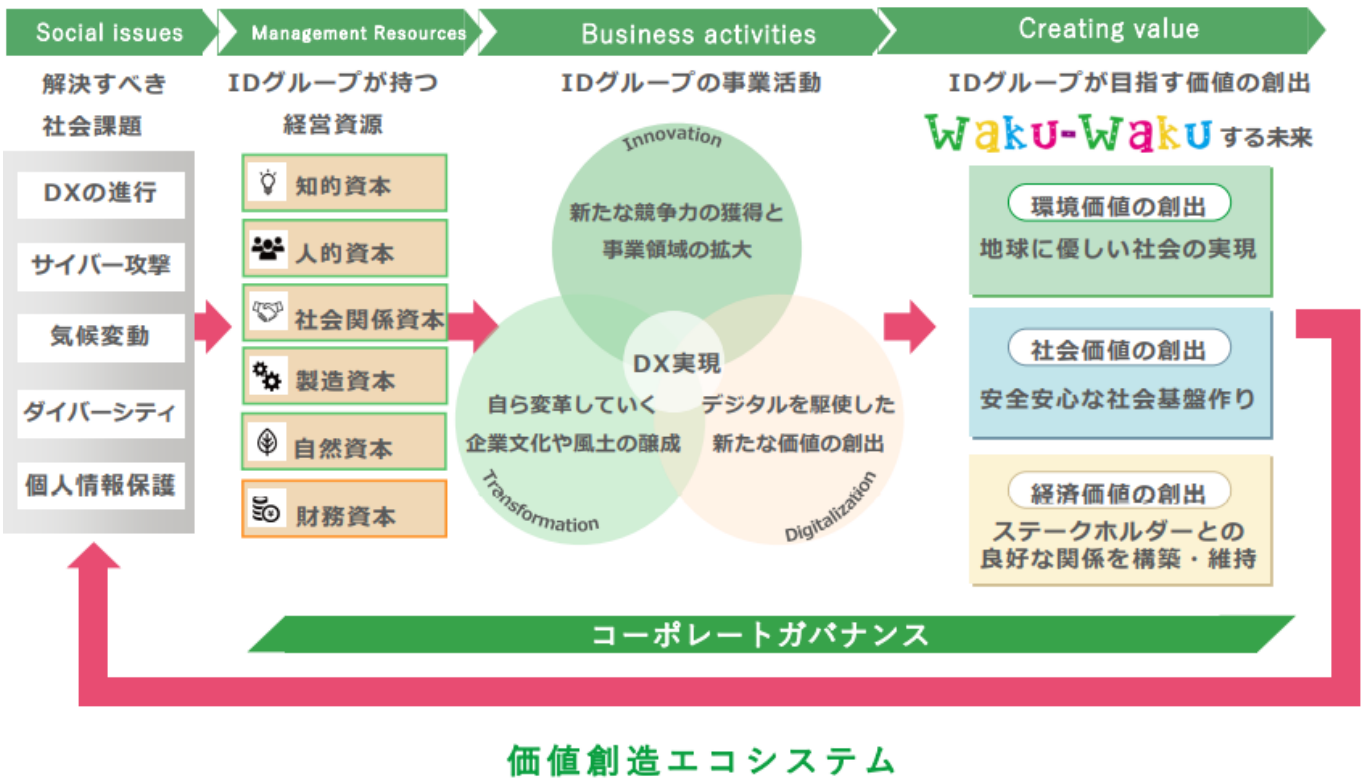 Social issues
Management Resources
Business activities
Creating value
解決すべき
社会課題
DXの進行
サイバー攻撃
気候変動
ダイバーシティ
個人情報保護
IDグループが持つ
経営資源
知的資本
人的資本
社会関係資本
製造資本
自然資本
財務資本
IDグループの事業活動
Innovation
新たな競争力の獲得と
事業領域の拡大
DX実現
自ら変革していく
企業文化や風土の醸成
Transformation
デジタルを駆使した
新たな価値の創出
Digitalization
IDグループが目指す価値の創出
Waku-Wakuする未来
環境価値の創出
地球に優しい社会の実現
社会価値の創出
安全安心な社会基盤作り
経済価値の創出
ステークホルダーとの
良好な関係を構築・維持
コーポレートガバナンス
価値創造エコシステム